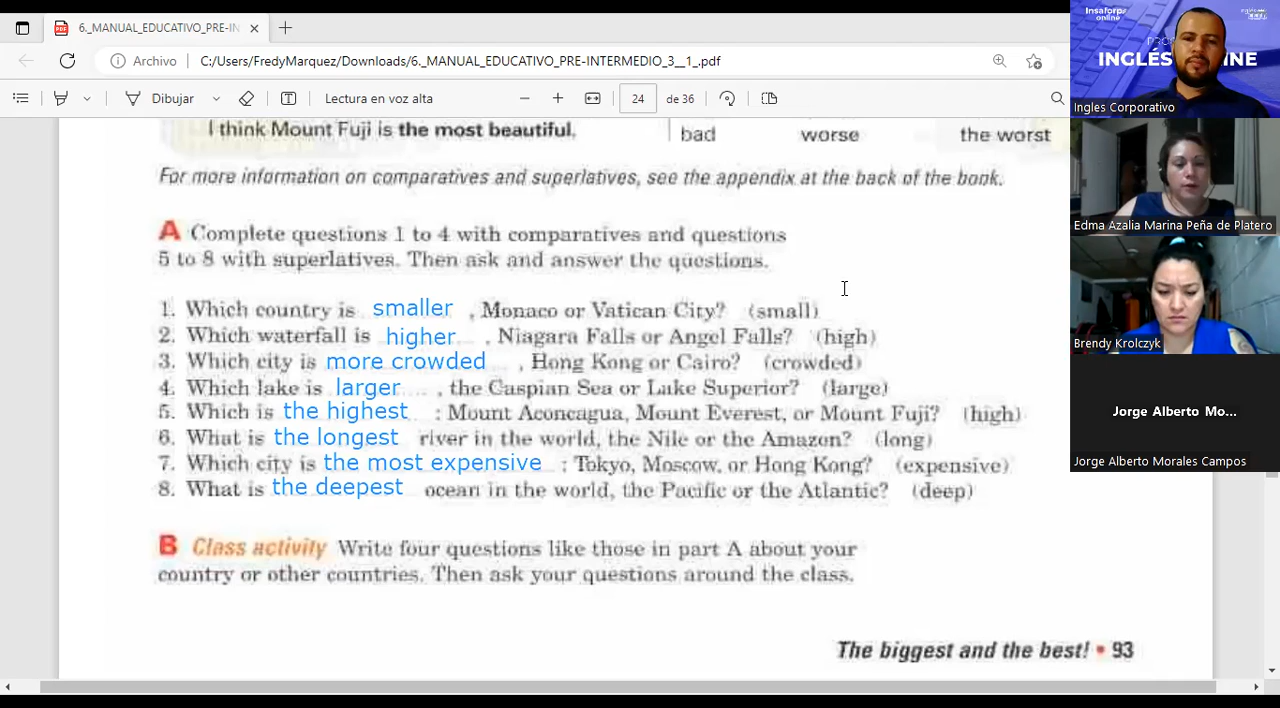 6._MANUAL_EDUCATIVO_PRE-IN
Archivo
C:/Users/FredyMarquez/Downloads/6._MANUAL_EDUCATIVO_PRE-INTERMEDIO_3__1_.pdf
Dibujar
Lectura en voz alta
24
de 36
I think Mount Fuji is the most beautiful.
bad worse the worst
For more information on comparatives and superlatives, see the appendix at the back of the book.
A Complete questions 1 to 4 with comparatives and questions
5 to 8 with superlatives. Then ask and answer the questions.
1. Which country is smaller , Monaco or Vatican City? (small)
2. Which waterfall is higher , Niagara Falls or Angel Falls? (high)
3. Which city is more crowded , Hong Kong or Cairo? (crowded)
4. Which lake is larger , the Caspian Sea or Lake Superior? (large)
5. Which is the highest : Mount Aconcagua, Mount Everest, or Mount Fuji? (high)
6. What is the longest river in the world, the Nile or the Amazon? (long)
7. Which city is the most expensive : Tokyo, Moscow, or Hong Kong? (expensive)
8. What is the deepest ocean in the world, the Pacific or the Atlantic? (deep)
B Class activity Write four questions like those in part A about your
country or other countries. Then ask your questions around the class.
The biggest and the best! • 93
Insaforp
online
INGLÉS
INE
Ingles Corporativo
Edma Azalia Marina Peña de Platero
Brendy Krolczyk
Jorge Alberto Mo...
Jorge Alberto Morales Campos